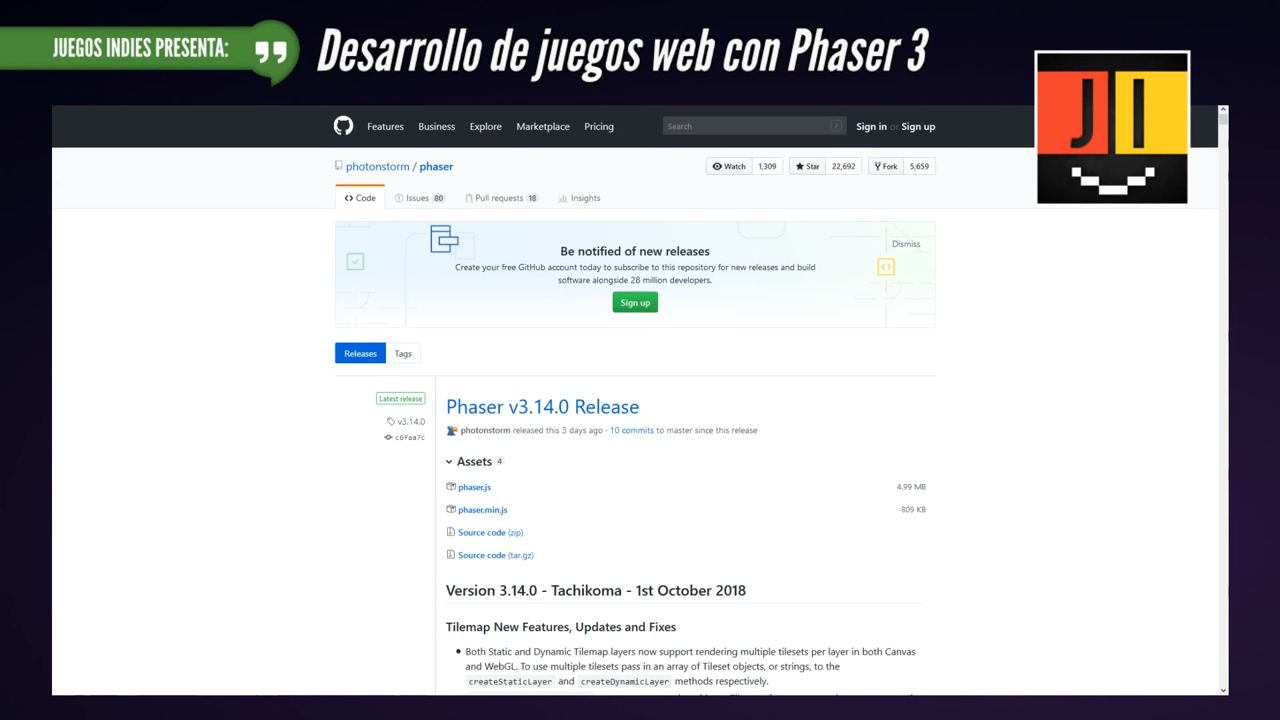 JUEGOS INDIES PRESENTA:
Desarrollo de juegos web con Phaser 3
JI
Features Business Explore Marketplace Pricing Search / Sign in or Sign up
photonstorm / phaser Watch 1,309 Star 22,692 Fork 5,659
Code Issues 80 Pull requests 18 Insights
Be notified of new releases
Dismiss
Create your free GitHub account today to subscribe to this repository for new releases and build
software alongside 28 million developers.
Sign up
Releases Tags
Latest release
v3.14.0
c6faa7c
Phaser v3.14.0 Release
photonstorm released this 3 days ago · 10 commits to master since this release
Assets 4
phaser.js 4.99 MB
phaser.min.js 809 KB
Source code (zip)
Source code (tar.gz)
Version 3.14.0 - Tachikoma - 1st October 2018
Tilemap New Features, Updates and Fixes
• Both Static and Dynamic Tilemap layers now support rendering multiple tilesets per layer in both Canvas
and WebGL. To use multiple tilesets pass in an array of Tileset objects, or strings, to the
createStaticLayer and createDynamicLayer methods respectively.